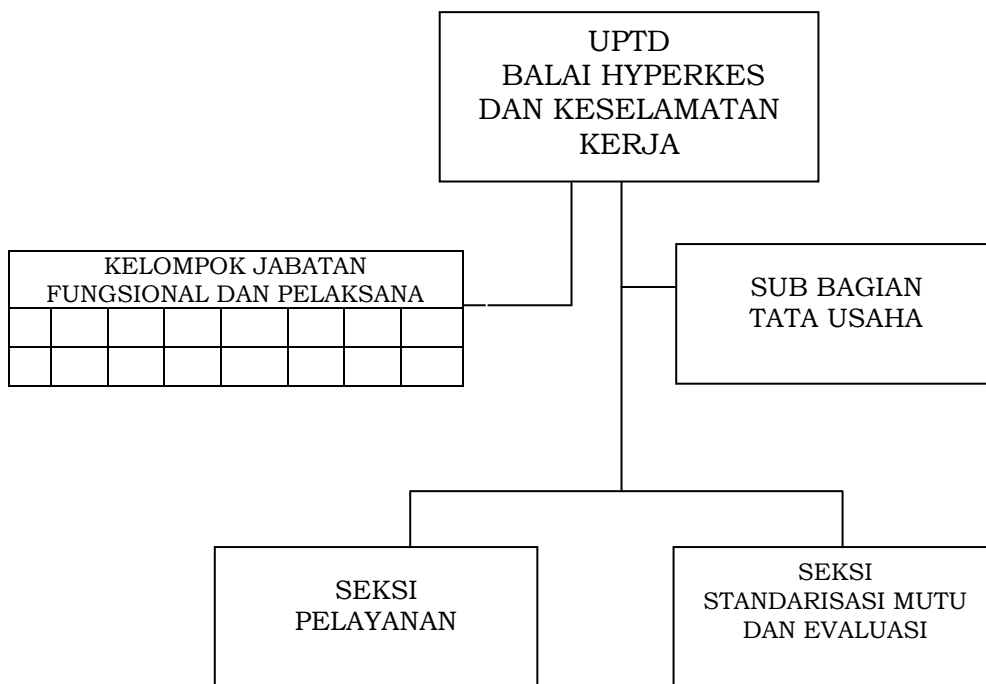 UPTD
BALAI HYPERKES
DAN KESELAMATAN
KERJA
KELOMPOK JABATAN
FUNGSIONAL DAN PELAKSANA
SUB BAGIAN
TATA USAHA
SEKSI
PELAYANAN
SEKSI
STANDARISASI MUTU
DAN EVALUASI